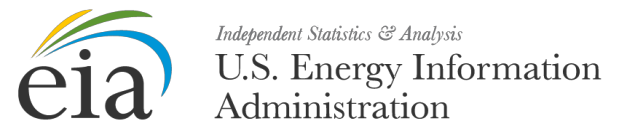 eia
Independent Statistics & Analysis
U.S. Energy Information
Administration